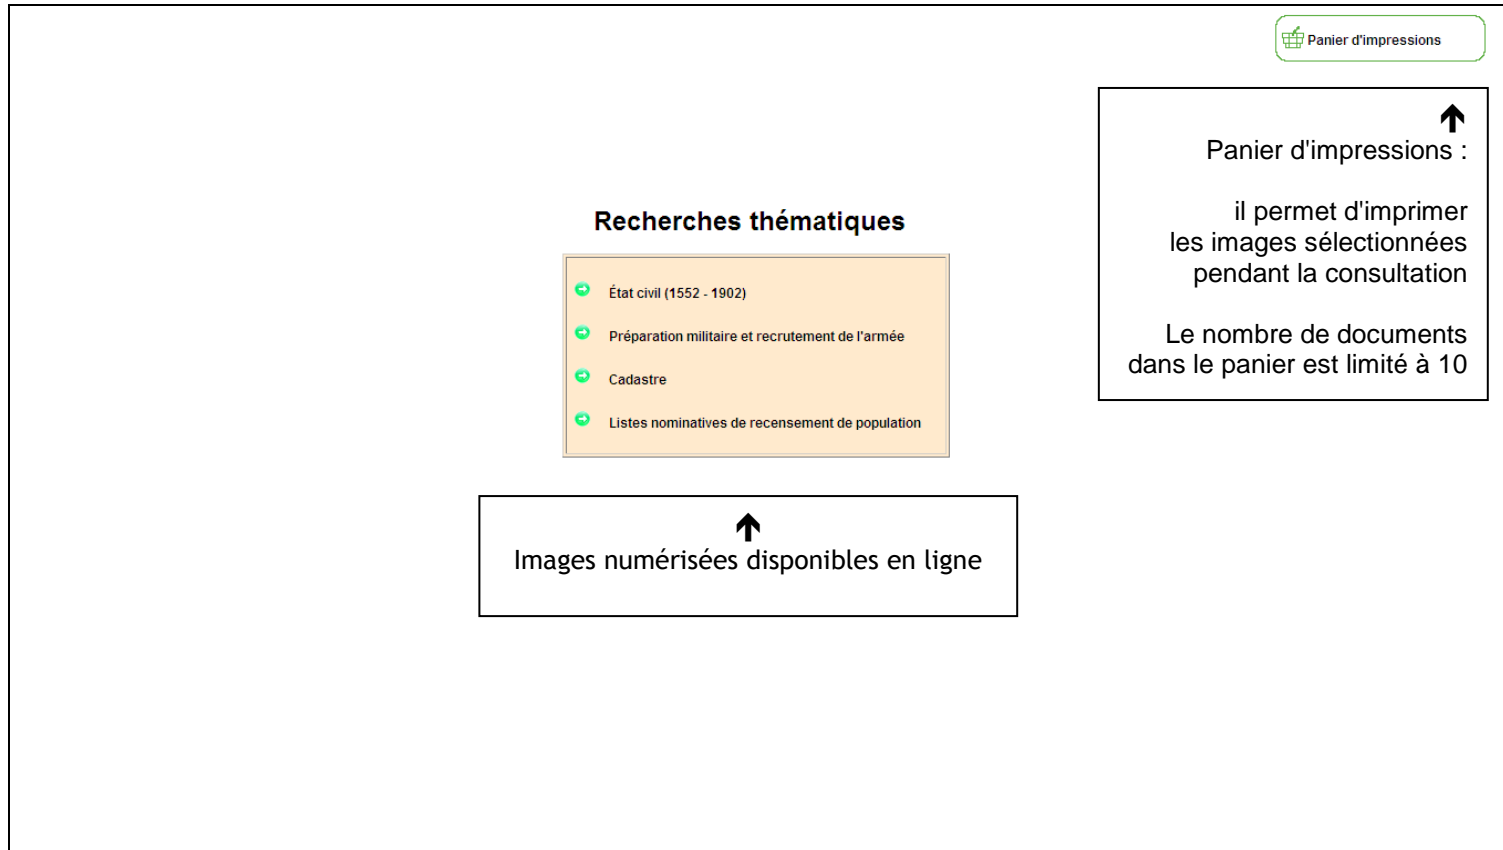 Panier d'impressions
Panier d'impressions :
il permet d'imprimer
les images sélectionnées
pendant la consultation
Le nombre de documents
dans le panier est limité à 10
Recherches thématiques
État civil (1552 - 1902)
Préparation militaire et recrutement de l'armée
Cadastre
Listes nominatives de recensement de population
Images numérisées disponibles en ligne